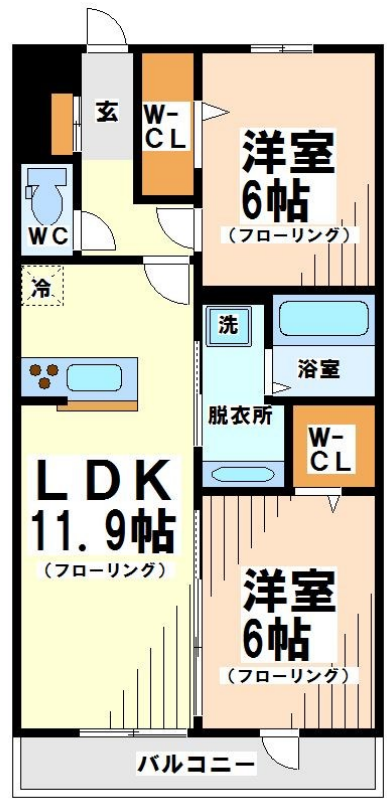 玄
W-
CL
洋室
6帖
(フローリング)
WC
冷
洗
浴室
脱衣所
W-
CL
LDK
11.9帖
(フローリング)
洋室
6帖
(フローリング)
バルコニー